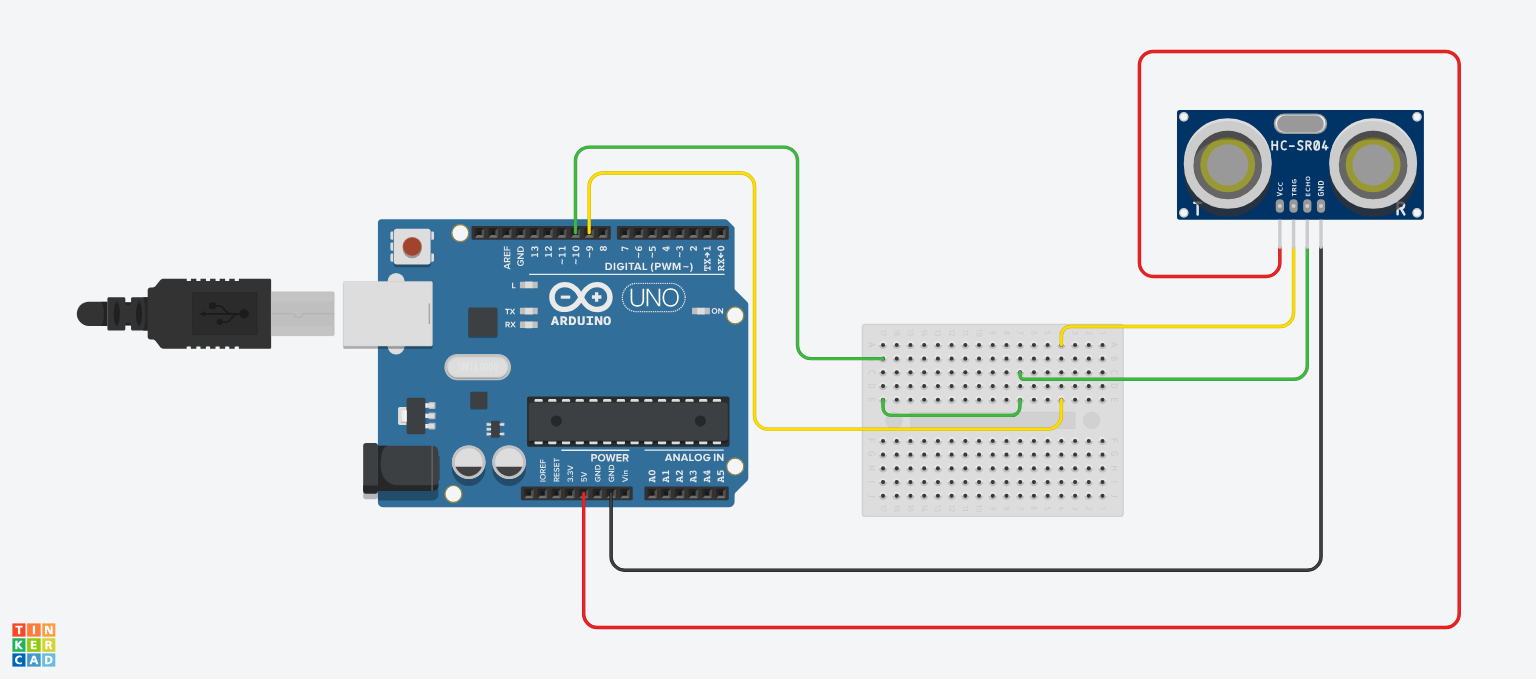 HC-SR04
VCC
TRIG
ECHO
GND
T
R
AREF
GND
13
12
~11
~10
~9
8
7
~6
~5
4
~3
2
TX→1
RX←0
DIGITAL (PWM~)
L
TX
RX
ARDUINO
UNO
ON
POWER
ANALOG IN
IOREF
RESET
3.3V
5V
GND
GND
Vin
A0
A1
A2
A3
A4
A5
TIN
KER
CAD